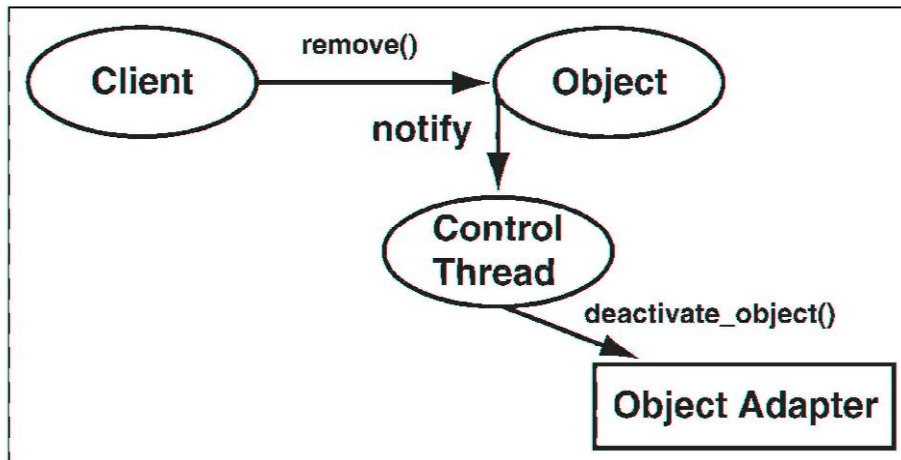 remove()
Client
Object
notify
Control
Thread
deactivate_object()
Object Adapter